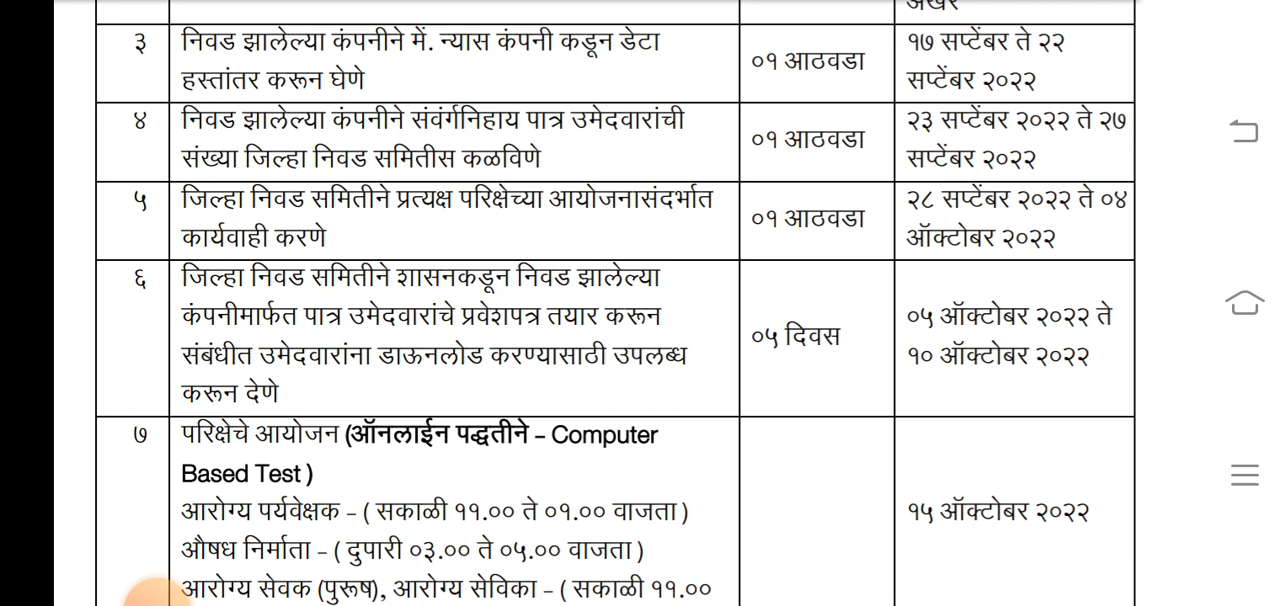 अखेर
३ निवड झालेल्या कंपनीने में. न्यास कंपनी कडून डेटा
हस्तांतर करून घेणे
०१ आठवडा
१७ सप्टेंबर ते २२
सप्टेंबर २०२२
४ निवड झालेल्या कंपनीने संवंर्गनिहाय पात्र उमेदवारांची
संख्या जिल्हा निवड समितीस कळविणे
०१ आठवडा
२३ सप्टेंबर २०२२ ते २७
सप्टेंबर २०२२
५ जिल्हा निवड समितीने प्रत्यक्ष परिक्षेच्या आयोजनासंदर्भात
कार्यवाही करणे
०१ आठवडा
२८ सप्टेंबर २०२२ ते ०४
ऑक्टोबर २०२२
६ जिल्हा निवड समितीने शासनकडून निवड झालेल्या
कंपनीमार्फत पात्र उमेदवारांचे प्रवेशपत्र तयार करून
संबंधीत उमेदवारांना डाऊनलोड करण्यासाठी उपलब्ध
करून देणे
०५ दिवस
०५ ऑक्टोबर २०२२ ते
१० ऑक्टोबर २०२२
७ परिक्षेचे आयोजन (ऑनलाईन पद्धतीने – Computer
Based Test )
आरोग्य पर्यवेक्षक – ( सकाळी ११.०० ते ०१.०० वाजता )
औषध निर्माता – ( दुपारी ०३.०० ते ०५.०० वाजता )
आरोग्य सेवक (पुरूष), आरोग्य सेविका – ( सकाळी ११.००
१५ ऑक्टोबर २०२२